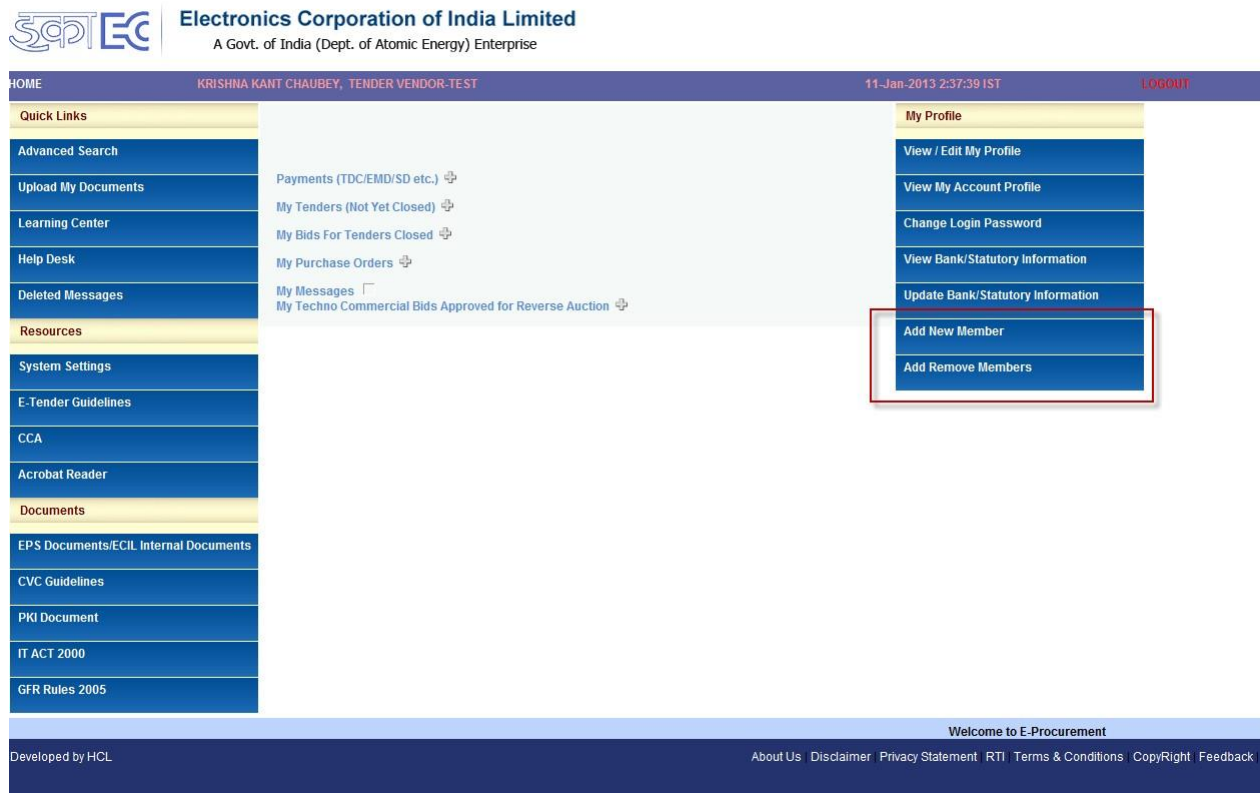 इकाEC
Electronics Corporation of India Limited
A Govt. of India (Dept. of Atomic Energy) Enterprise
HOME KRISHNA KANT CHAUBEY, TENDER VENDOR-TEST 11-Jan-2013 2:37:39 IST LOGOUT
Quick Links
Advanced Search
Upload My Documents
Learning Center
Help Desk
Deleted Messages
Resources
System Settings
E-Tender Guidelines
CCA
Acrobat Reader
Documents
EPS Documents/ECIL Internal Documents
CVC Guidelines
PKI Document
IT ACT 2000
GFR Rules 2005
Payments (TDC/EMD/SD etc.)
My Tenders (Not Yet Closed)
My Bids For Tenders Closed
My Purchase Orders
My Messages
My Techno Commercial Bids Approved for Reverse Auction
My Profile
View / Edit My Profile
View My Account Profile
Change Login Password
View Bank/Statutory Information
Update Bank/Statutory Information
Add New Member
Add Remove Members
Welcome to E-Procurement
Developed by HCL
About Us | Disclaimer | Privacy Statement | RTI | Terms & Conditions | CopyRight | Feedback |